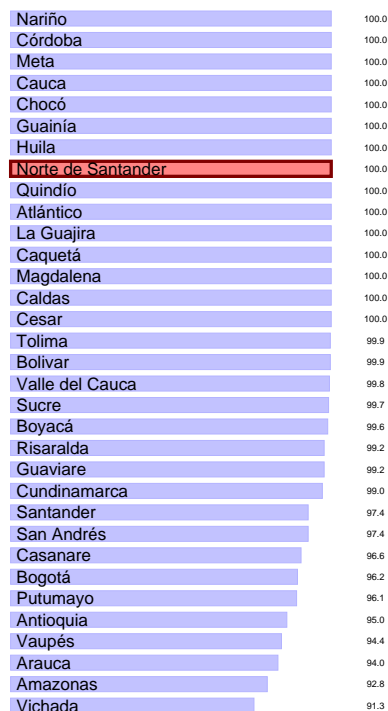 Nariño 100.0
Córdoba 100.0
Meta 100.0
Cauca 100.0
Chocó 100.0
Guainía 100.0
Huila 100.0
Norte de Santander 100.0
Quindío 100.0
Atlántico 100.0
La Guajira 100.0
Caquetá 100.0
Magdalena 100.0
Caldas 100.0
Cesar 100.0
Tolima 99.9
Bolivar 99.9
Valle del Cauca 99.8
Sucre 99.7
Boyacá 99.6
Risaralda 99.2
Guaviare 99.2
Cundinamarca 99.0
Santander 97.4
San Andrés 97.4
Casanare 96.6
Bogotá 96.2
Putumayo 96.1
Antioquia 95.0
Vaupés 94.4
Arauca 94.0
Amazonas 92.8
Vichada 91.3